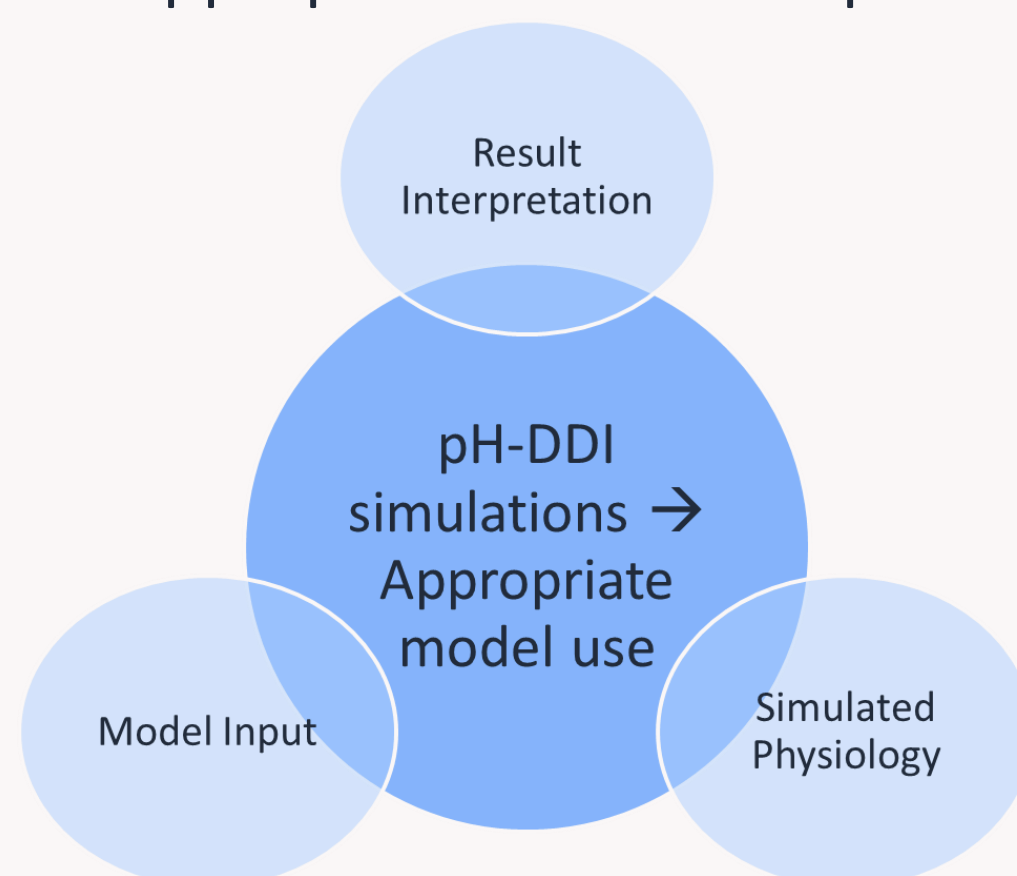 Result
Interpretation
pH-DDI
simulations →
Appropriate
model use
Model Input
Simulated
Physiology